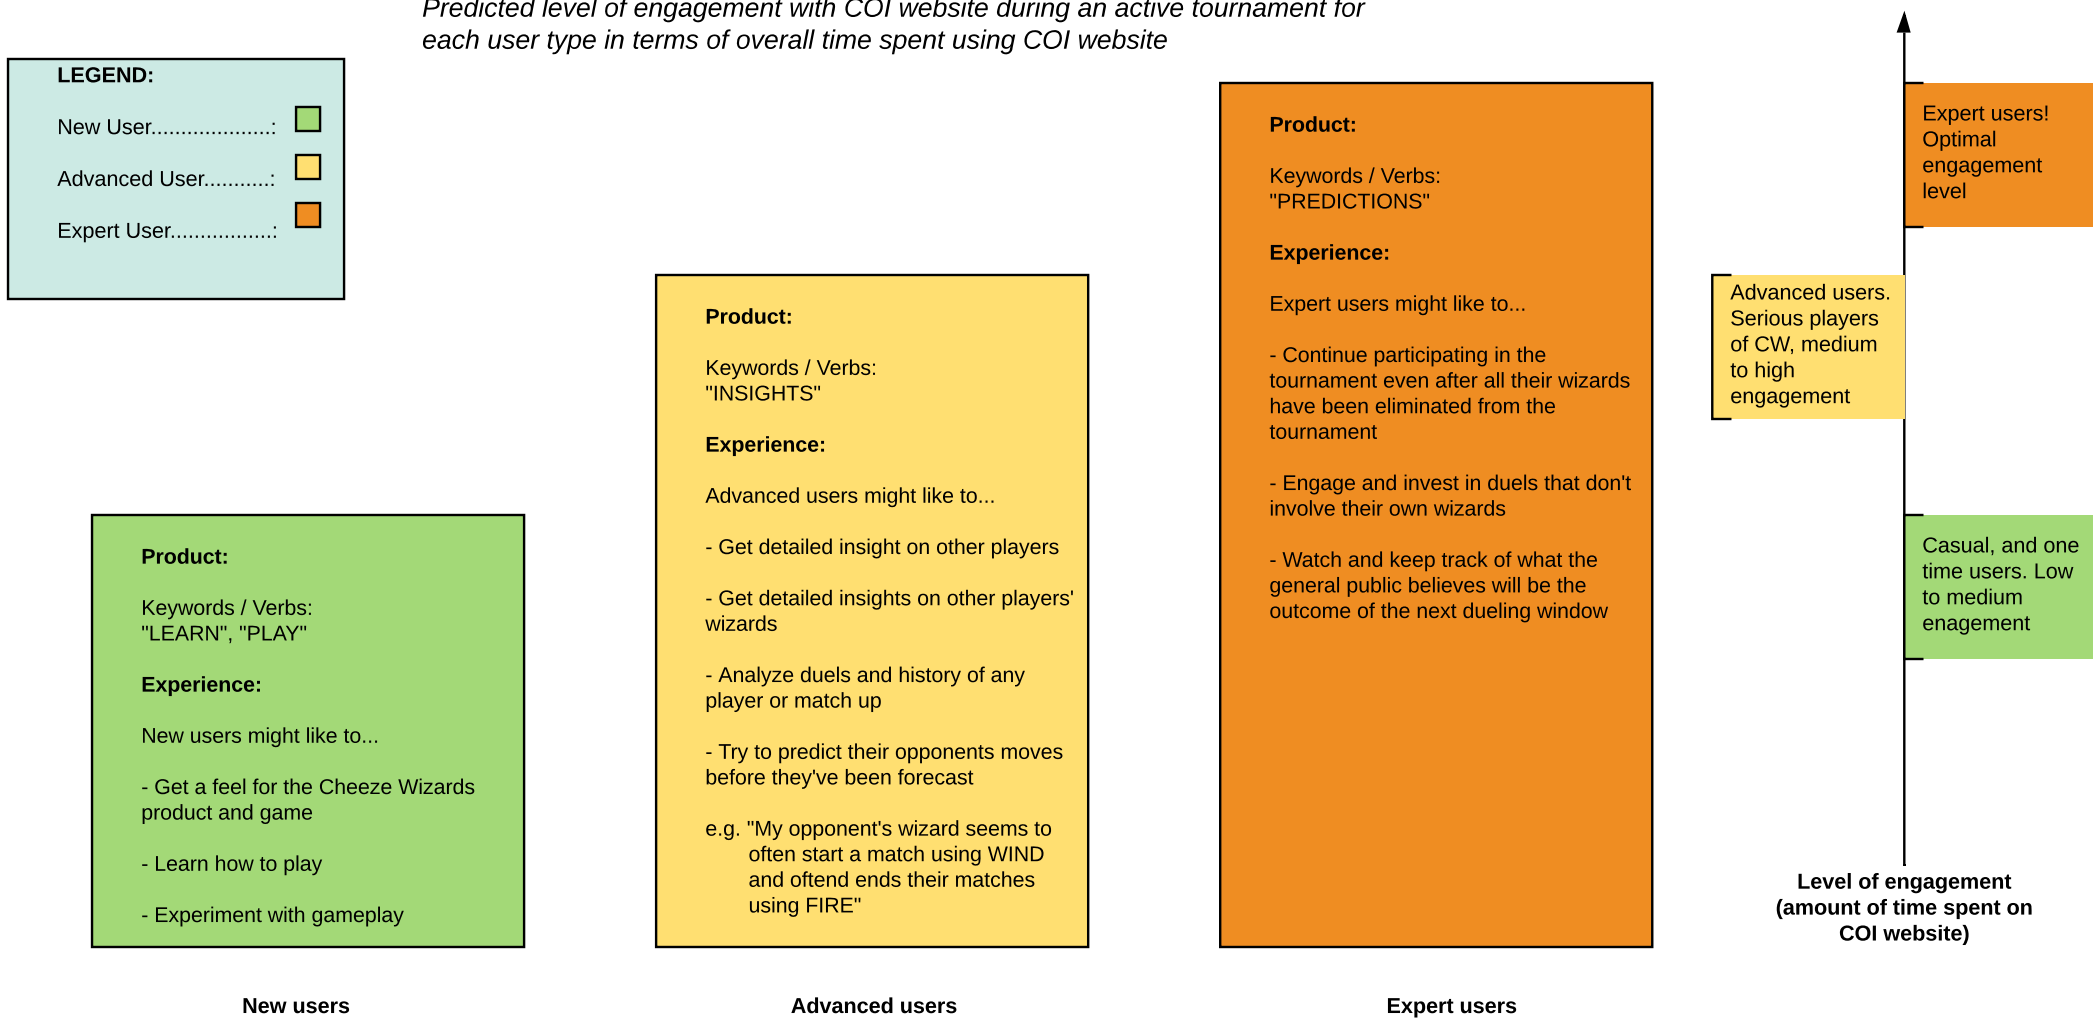 Predicted level of engagement with COI website during an active tournament for
each user type in terms of overall time spent using COI website
LEGEND:
New User....................:
Advanced User...........:
Expert User.................:
Product:
Keywords / Verbs:
"LEARN", "PLAY"
Experience:
New users might like to...
- Get a feel for the Cheeze Wizards
product and game
- Learn how to play
- Experiment with gameplay
New users
Product:
Keywords / Verbs:
"INSIGHTS"
Experience:
Advanced users might like to...
- Get detailed insight on other players
- Get detailed insights on other players'
wizards
- Analyze duels and history of any
player or match up
- Try to predict their opponents moves
before they've been forecast
e.g. "My opponent's wizard seems to
often start a match using WIND
and oftend ends their matches
using FIRE"
Advanced users
Product:
Keywords / Verbs:
"PREDICTIONS"
Experience:
Expert users might like to...
- Continue participating in the
tournament even after all their wizards
have been eliminated from the
tournament
- Engage and invest in duels that don't
involve their own wizards
- Watch and keep track of what the
general public believes will be the
outcome of the next dueling window
Expert users
Expert users!
Optimal
engagement
level
Advanced users.
Serious players
of CW, medium
to high
engagement
Casual, and one
time users. Low
to medium
enagement
Level of engagement
(amount of time spent on
COI website)